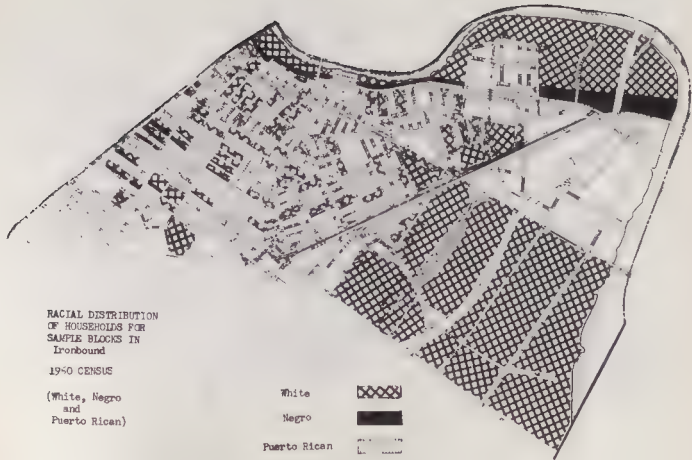 RACIAL DISTRIBUTION
OF HOUSEHOLDS FOR
SAMPLE BLOCKS IN
Ironbound
1960 CENSUS
(White, Negro
and
Puerto Rican)
White
Negro
Puerto Rican